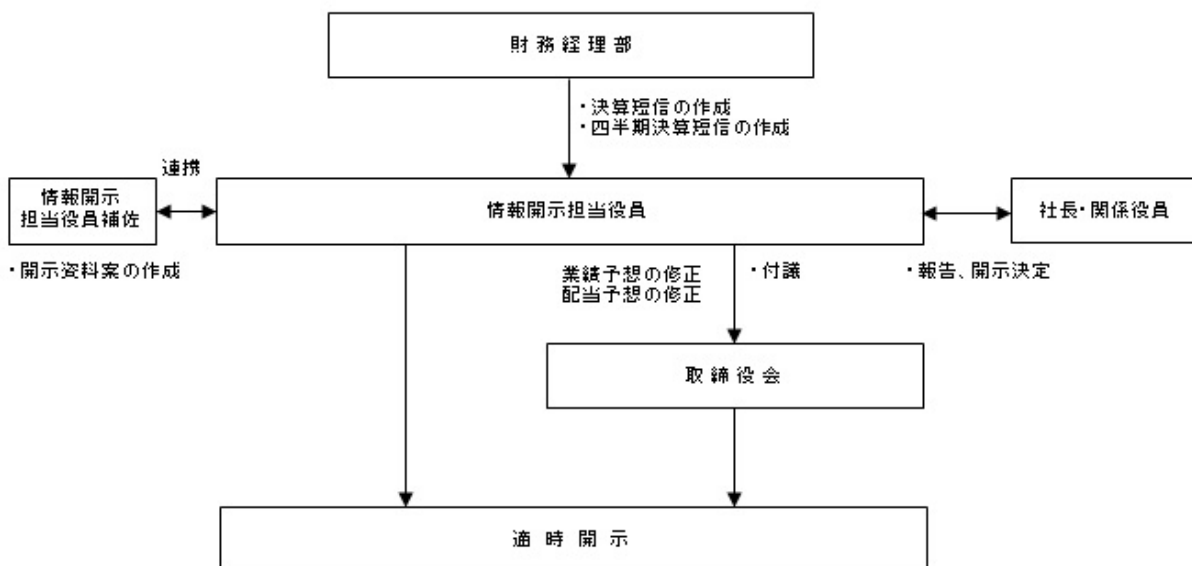 財務経理部
・決算短信の作成
・四半期決算短信の作成
連携
情報開示
担当役員補佐
情報開示担当役員
社長・関係役員
・開示資料案の作成
業績予想の修正
配当予想の修正
・付議
・報告、開示決定
取締役会
適時開示